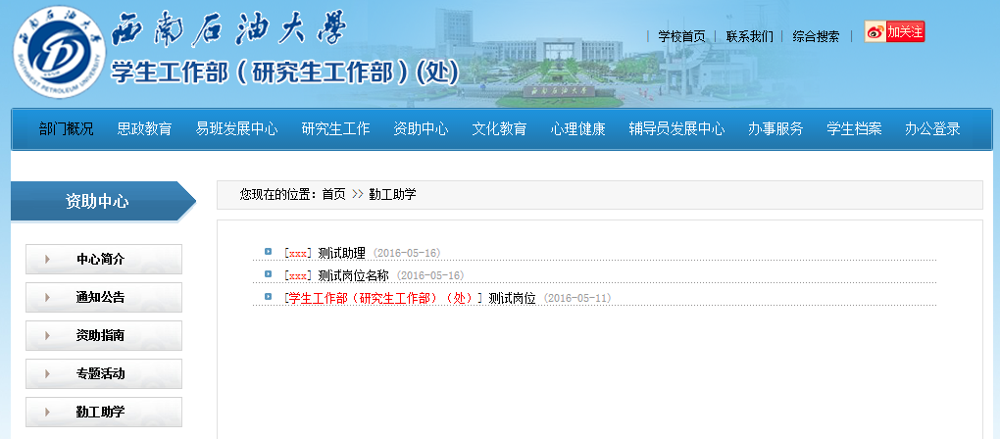 西南石油大学
学生工作部（研究生工作部）（处）
SOUTHWEST PETROLEUM UNIVERSITY
西南石油大学
| 学校首页 | 联系我们 | 综合搜索 |
加关注
部门概况 思政教育 易班发展中心 研究生工作 资助中心 文化教育 心理健康 辅导员发展中心 办事服务 学生档案 办公登录
资助中心
中心简介
通知公告
资助指南
专题活动
勤工助学
您现在的位置：首页 >> 勤工助学
[xxx] 测试助理 (2016-05-16)
[xxx] 测试岗位名称 (2016-05-16)
[学生工作部（研究生工作部）（处）] 测试岗位 (2016-05-11)